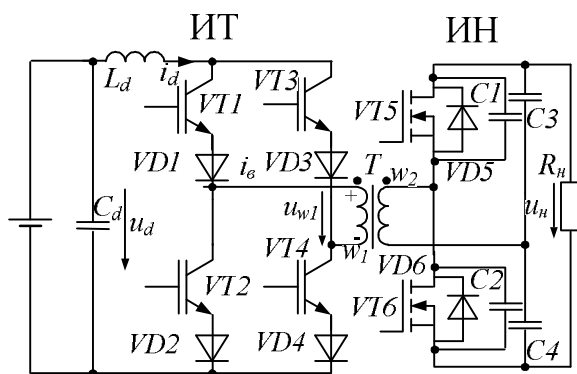 ИТ
ИН
L_d
i_d
VT1
VT3
VT5
C1
C3
VD1
i_в
VD3
T
w_2
VD5
R_н
C_d
u_d
u_w1
+
-
w_1
u_н
VT2
VT4
VD6
VT6
C2
C4
VD2
VD4